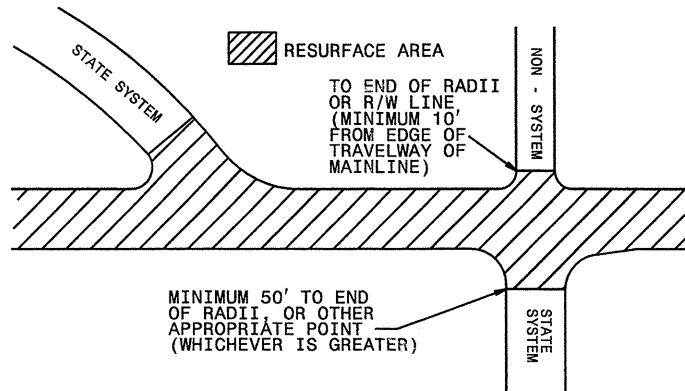 STATE SYSTEM
RESURFACE AREA
TO END OF RADII
OR R/W LINE,
(MINIMUM 10'
FROM EDGE OF
TRAVELWAY OF
MAINLINE)
NON - SYSTEM
MINIMUM 50' TO END
OF RADII, OR OTHER
APPROPRIATE POINT
(WHICHEVER IS GREATER)
STATE
SYSTEM